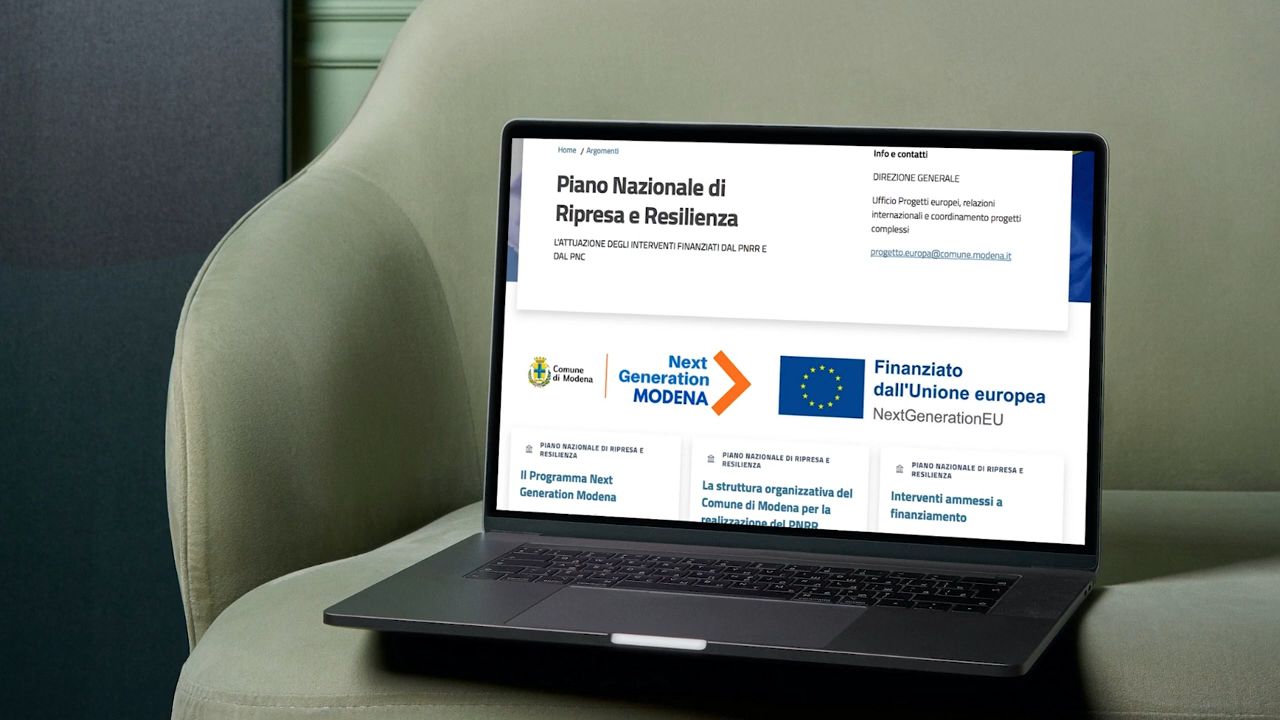 Home / Argomenti
Piano Nazionale di
Ripresa e Resilienza
L'ATTUAZIONE DEGLI INTERVENTI FINANZIATI DAL PNRR E
DAL PNC
Info e contatti
DIREZIONE GENERALE
Ufficio Progetti europei, relazioni
internazionali e coordinamento progetti
complessi
progetto.europa@comune.modena.it
Comune
di Modena
Next
Generation
MODENA
Finanziato
dall'Unione europea
NextGenerationEU
PIANO NAZIONALE DI RIPRESA E
RESILIENZA
Il Programma Next
Generation Modena
PIANO NAZIONALE DI RIPRESA E
RESILIENZA
La struttura organizzativa del
Comune di Modena per la
realizzazione del PNRR
PIANO NAZIONALE DI RIPRESA E
RESILIENZA
Interventi ammessi a
finanziamento